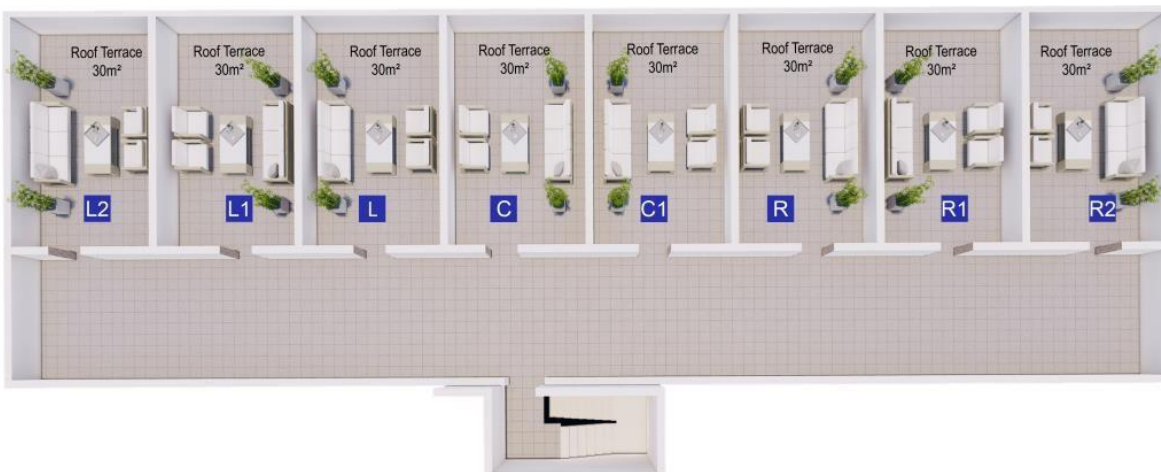 Roof Terrace
30m²
Roof Terrace
30m²
Roof Terrace
30m²
Roof Terrace
30m²
Roof Terrace
30m²
Roof Terrace
30m²
Roof Terrace
30m²
Roof Terrace
30m²
L2
L1
L
C
C1
R
R1
R2